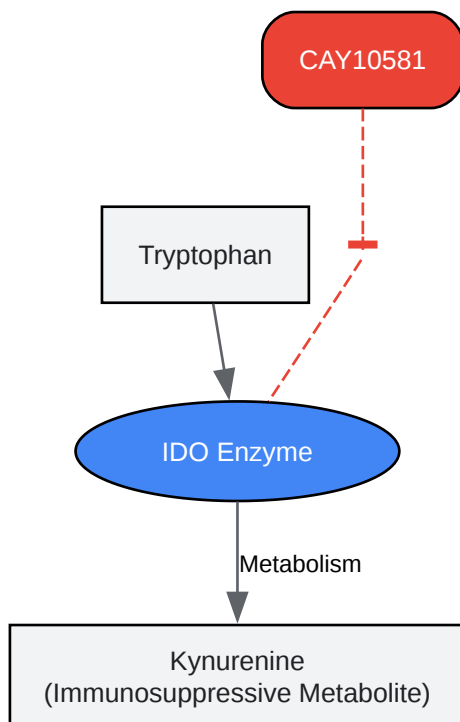 CAY10581
Tryptophan
IDO Enzyme
Metabolism
Kynurenine
(Immunosuppressive Metabolite)